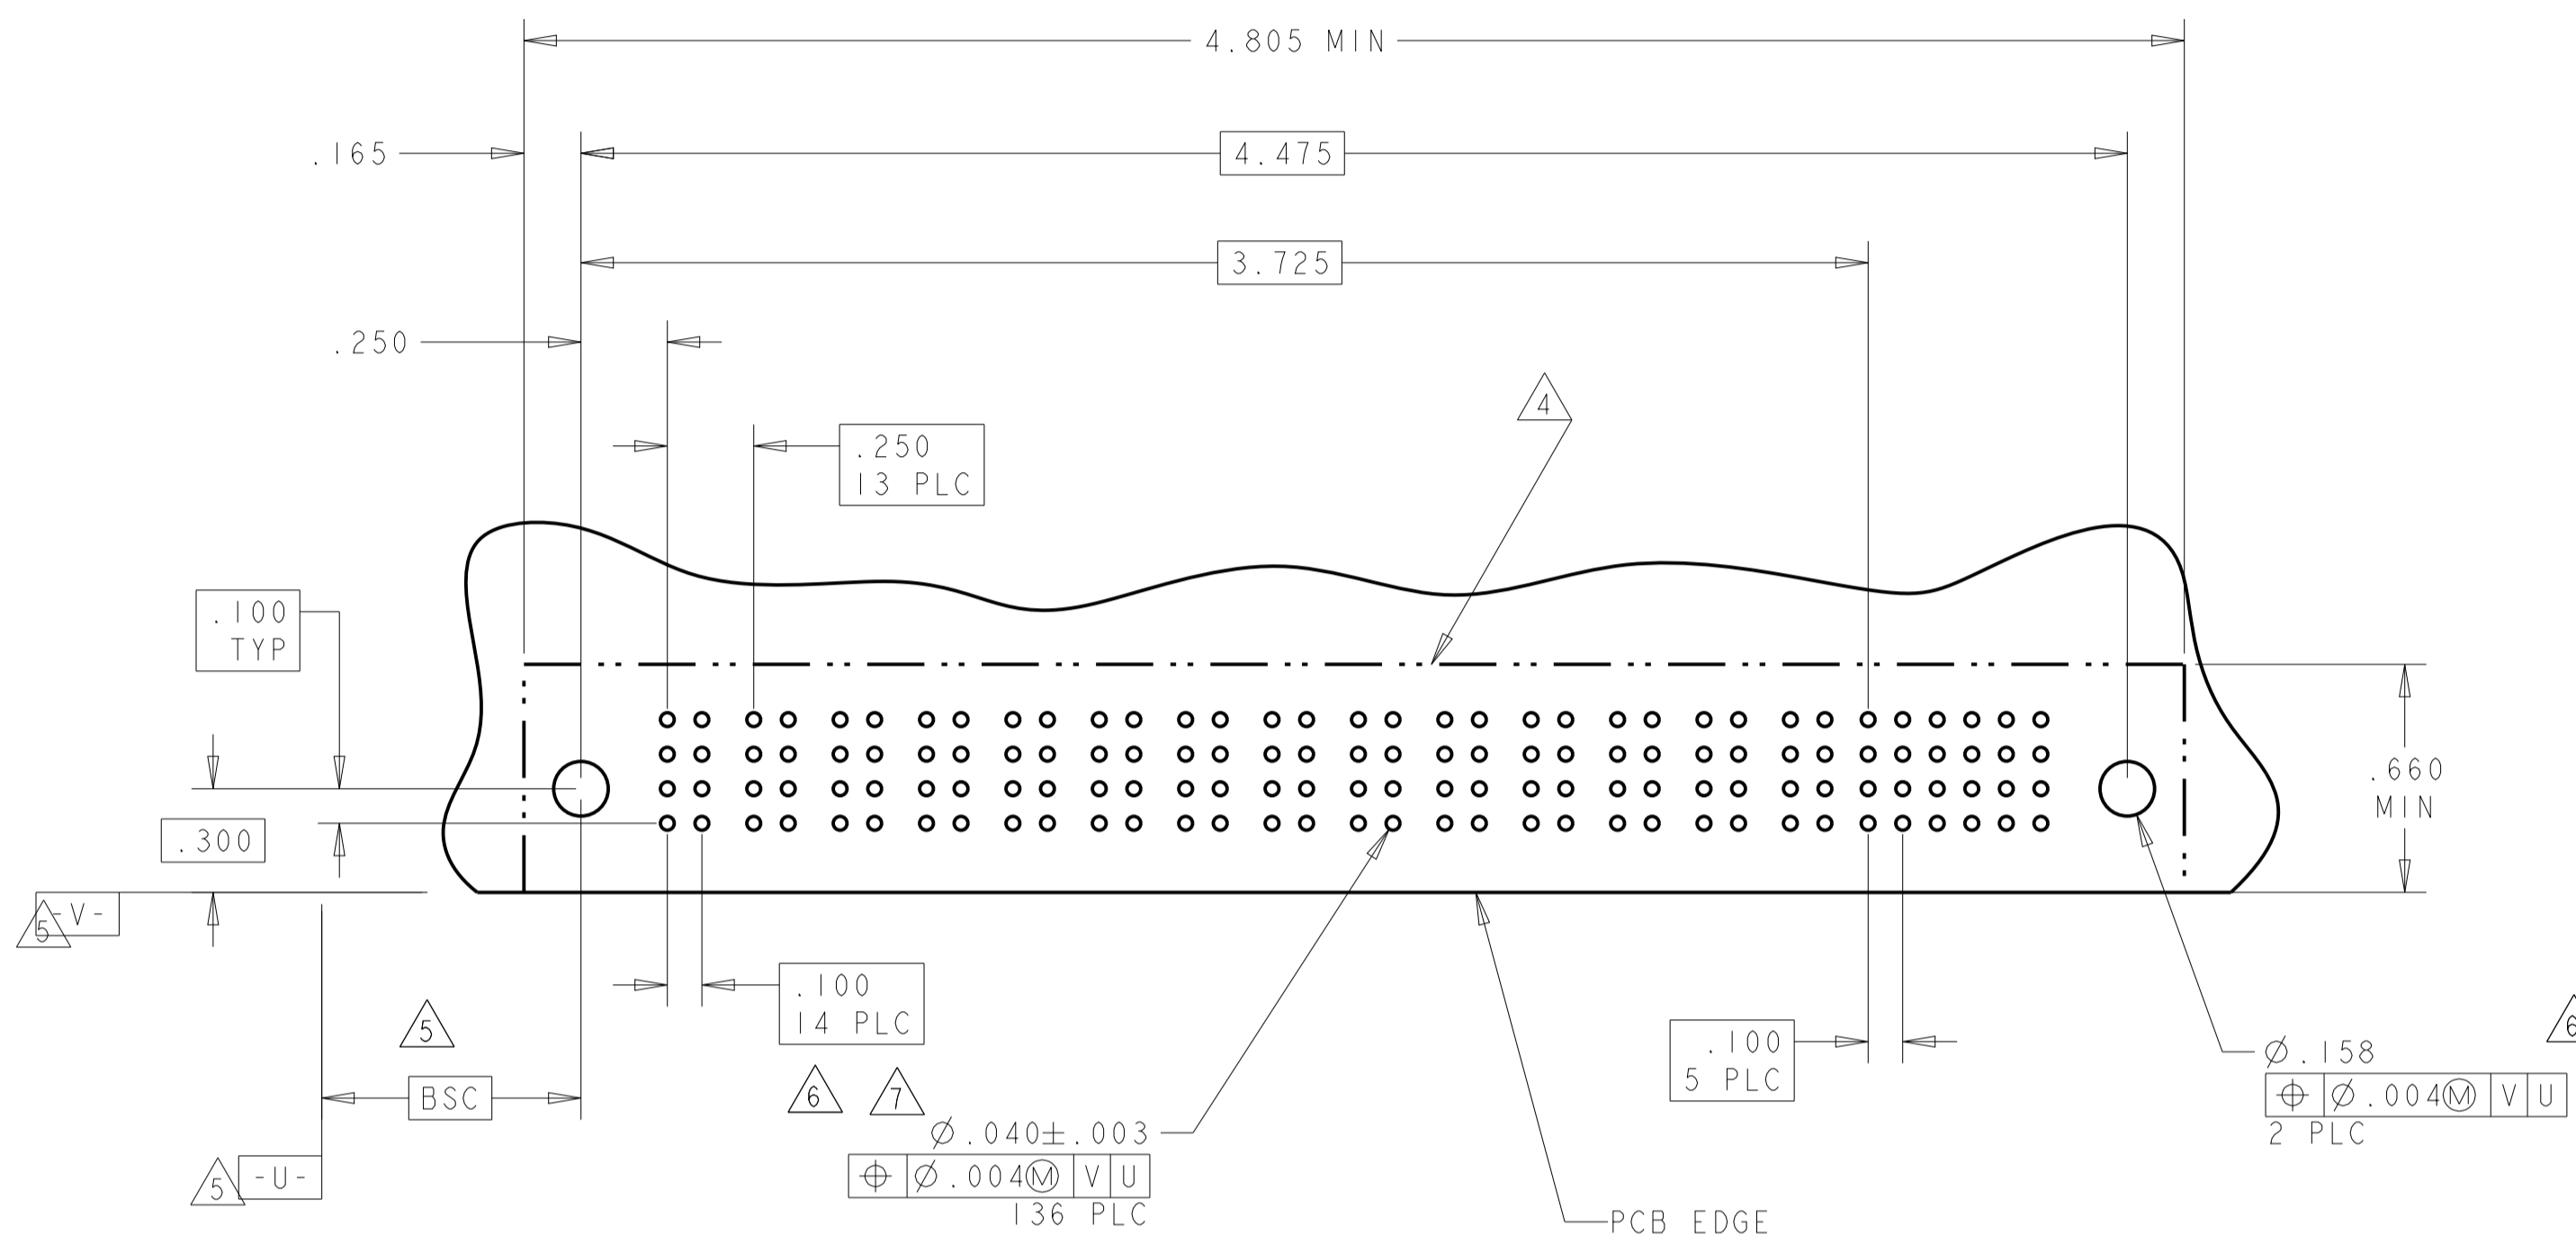 4.805 MIN
.165
4.475
3.725
.250
4
.250
13 PLC
.100
TYP
.660
MIN
.300
-V-
5
.100
14 PLC
5
.100
5 PLC
6
6 7
BSC
Ø.158
⌖ Ø.004Ⓜ V U
2 PLC
Ø.040±.003
⌖ Ø.004Ⓜ V U
136 PLC
5 -U-
PCB EDGE